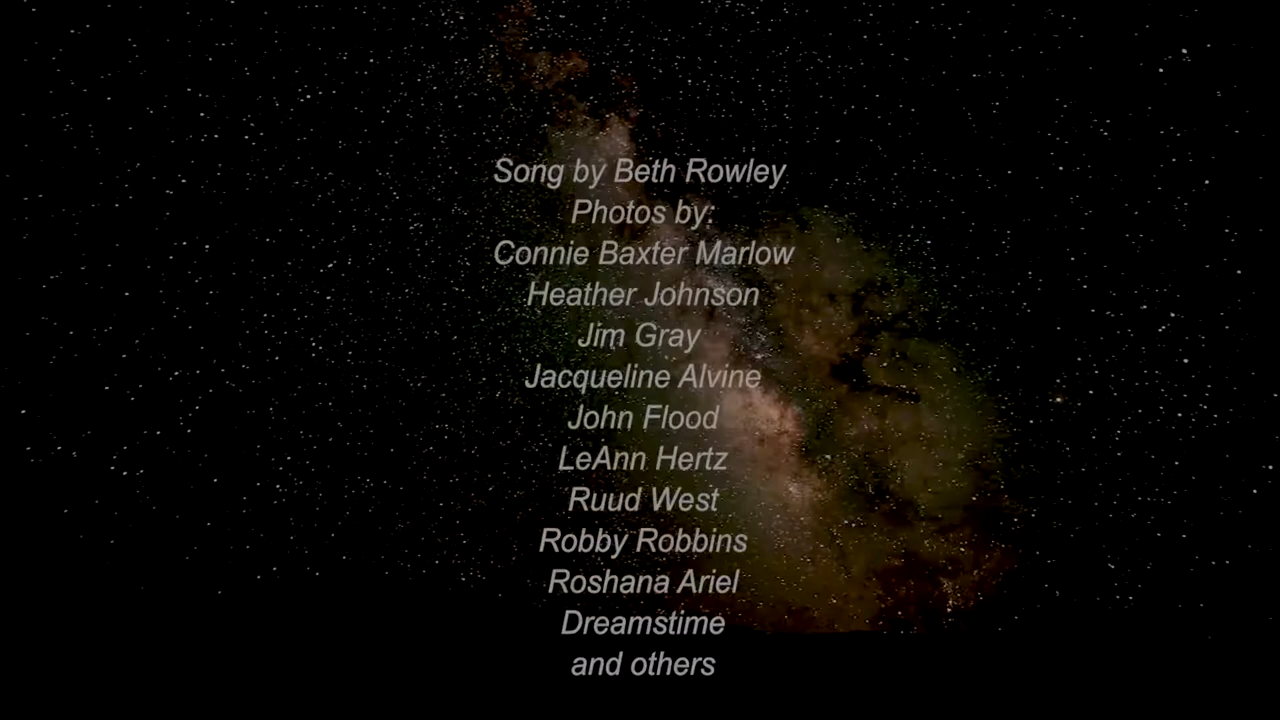 Song by Beth Rowley
Photos by:
Connie Baxter Marlow
Heather Johnson
Jim Gray
Jacqueline Alvine
John Flood
LeAnn Hertz
Ruud West
Robby Robbins
Roshana Ariel
Dreamstime
and others